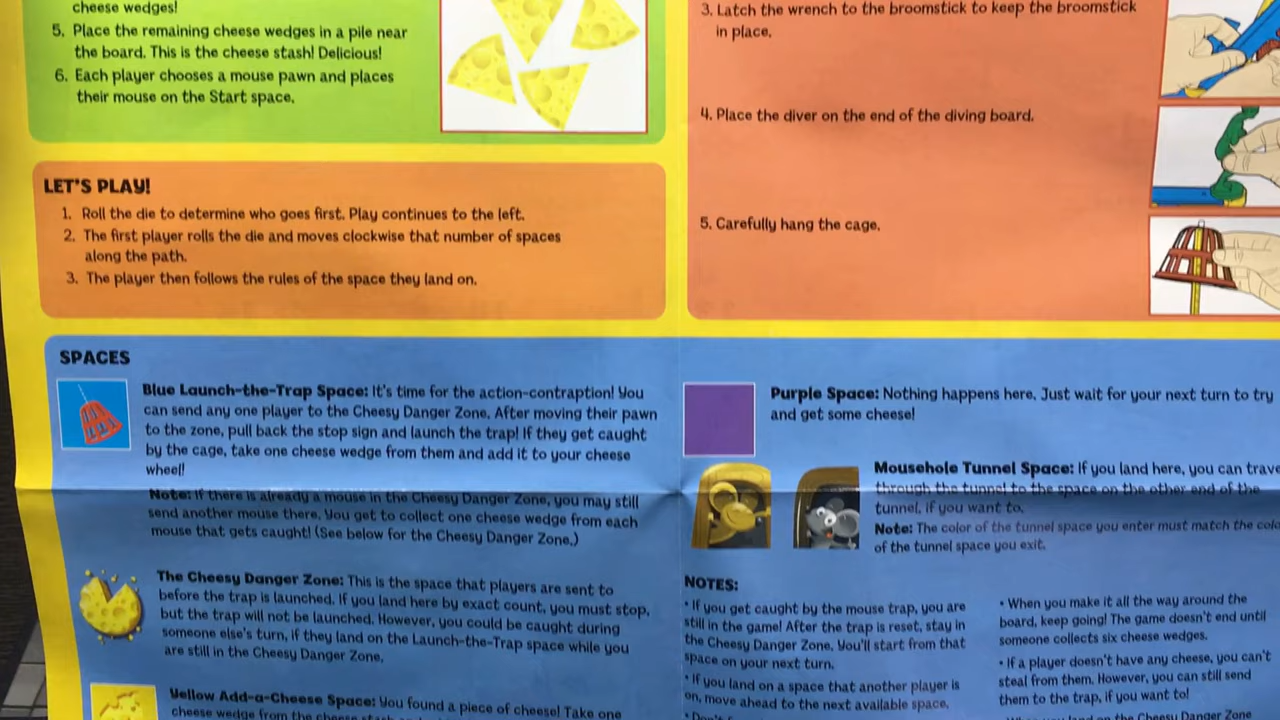 cheese wedges!
5. Place the remaining cheese wedges in a pile near
the board. This is the cheese stash! Delicious!
6. Each player chooses a mouse pawn and places
their mouse on the Start space.
LET'S PLAY!
1. Roll the die to determine who goes first. Play continues to the left.
2. The first player rolls the die and moves clockwise that number of spaces
along the path.
3. The player then follows the rules of the space they land on.
3. Latch the wrench to the broomstick to keep the broomstick
in place.
4. Place the diver on the end of the diving board.
5. Carefully hang the cage.
SPACES
Blue Launch-the-Trap Space: It's time for the action-contraption! You
can send any one player to the Cheesy Danger Zone. After moving their pawn
to the zone, pull back the stop sign and launch the trap! If they get caught
by the cage, take one cheese wedge from them and add it to your cheese
wheel!
Note: If there is already a mouse in the Cheesy Danger Zone, you may still
send another mouse there. You get to collect one cheese wedge from each
mouse that gets caught! (See below for the Cheesy Danger Zone.)
The Cheesy Danger Zone: This is the space that players are sent to
before the trap is launched. If you land here by exact count, you must stop,
but the trap will not be launched. However, you could be caught during
someone else's turn, if they land on the Launch-the-Trap space while you
are still in the Cheesy Danger Zone.
Yellow Add-a-Cheese Space: You found a piece of cheese! Take one
cheese wedge from the cheese stash
Purple Space: Nothing happens here. Just wait for your next turn to try
and get some cheese!
Mousehole Tunnel Space: If you land here, you can trave
through the tunnel to the space on the other end of the
tunnel, if you want to.
Note: The color of the tunnel space you enter must match the colo
of the tunnel space you exit.
NOTES:
• If you get caught by the mouse trap, you are
still in the game! After the trap is reset, stay in
the Cheesy Danger Zone. You'll start from that
space on your next turn.
• If you land on a space that another player is
on, move ahead to the next available space.
• When you make it all the way around the
board, keep going! The game doesn't end until
someone collects six cheese wedges.
• If a player doesn't have any cheese, you can't
steal from them. However, you can still send
them to the trap, if you want to!
• When you land on the Cheesy Danger Zone